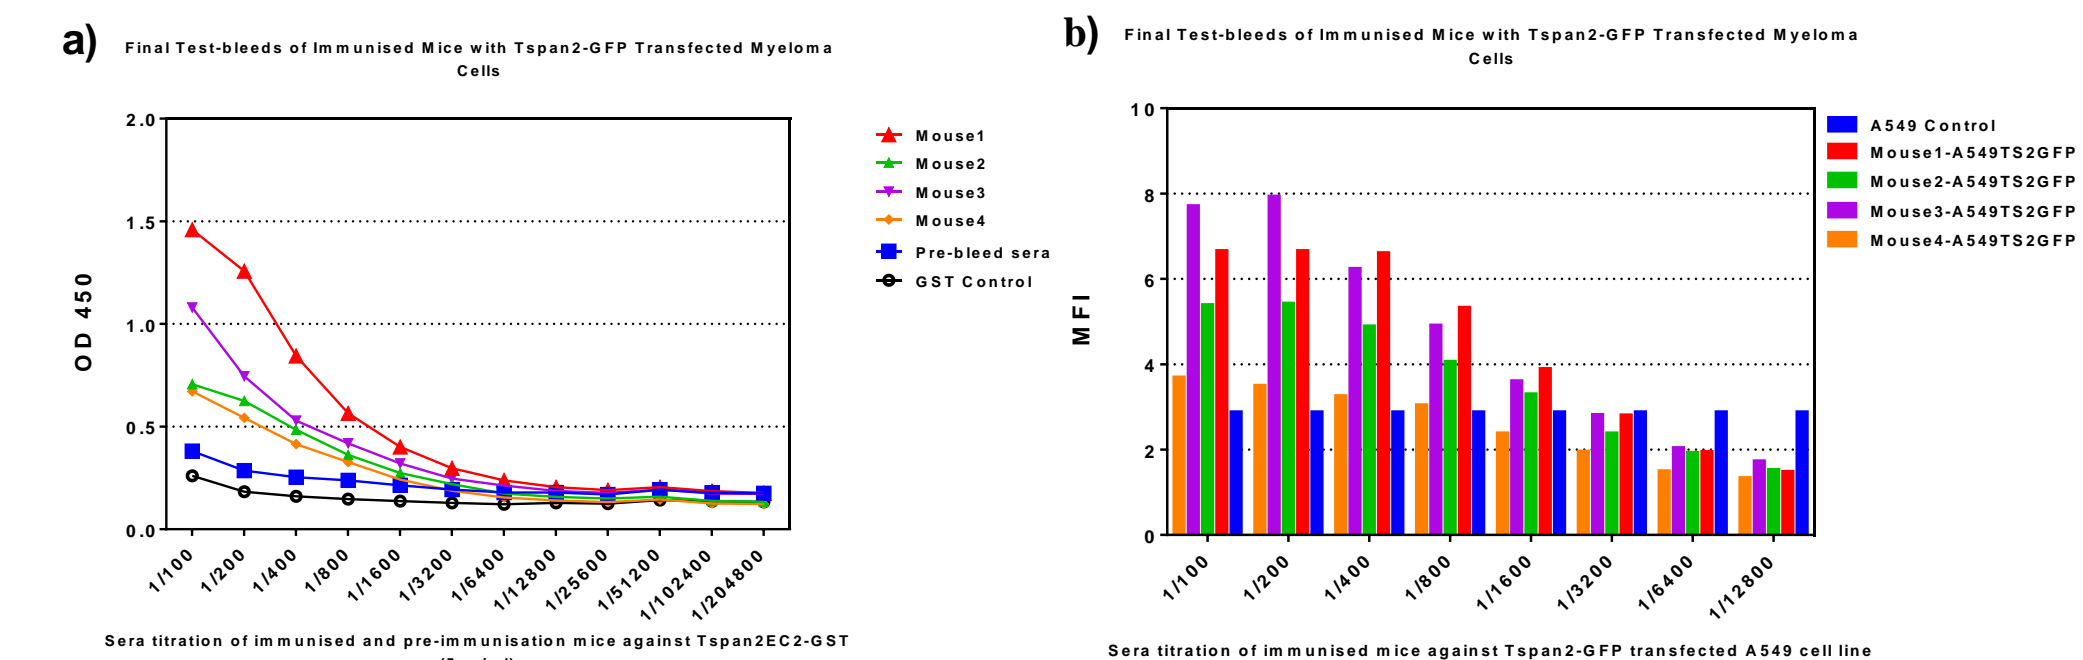 a)
Final Test-bleeds of Immunised Mice with Tspan2-GFP Transfected Myeloma
Cells
OD 450
2.0
1.5
1.0
0.5
0.0
1/100
1/200
1/400
1/800
1/1600
1/3200
1/6400
1/12800
1/25600
1/51200
1/102400
1/204800
Sera titration of immunised and pre-immunisation mice against Tspan2EC2-GST
Mouse1
Mouse2
Mouse3
Mouse4
Pre-bleed sera
GST Control
b)
Final Test-bleeds of Immunised Mice with Tspan2-GFP Transfected Myeloma
Cells
MFI
10
8
6
4
2
0
1/100
1/200
1/400
1/800
1/1600
1/3200
1/6400
1/12800
Sera titration of immunised mice against Tspan2-GFP transfected A549 cell line
A549 Control
Mouse1-A549TS2GFP
Mouse2-A549TS2GFP
Mouse3-A549TS2GFP
Mouse4-A549TS2GFP